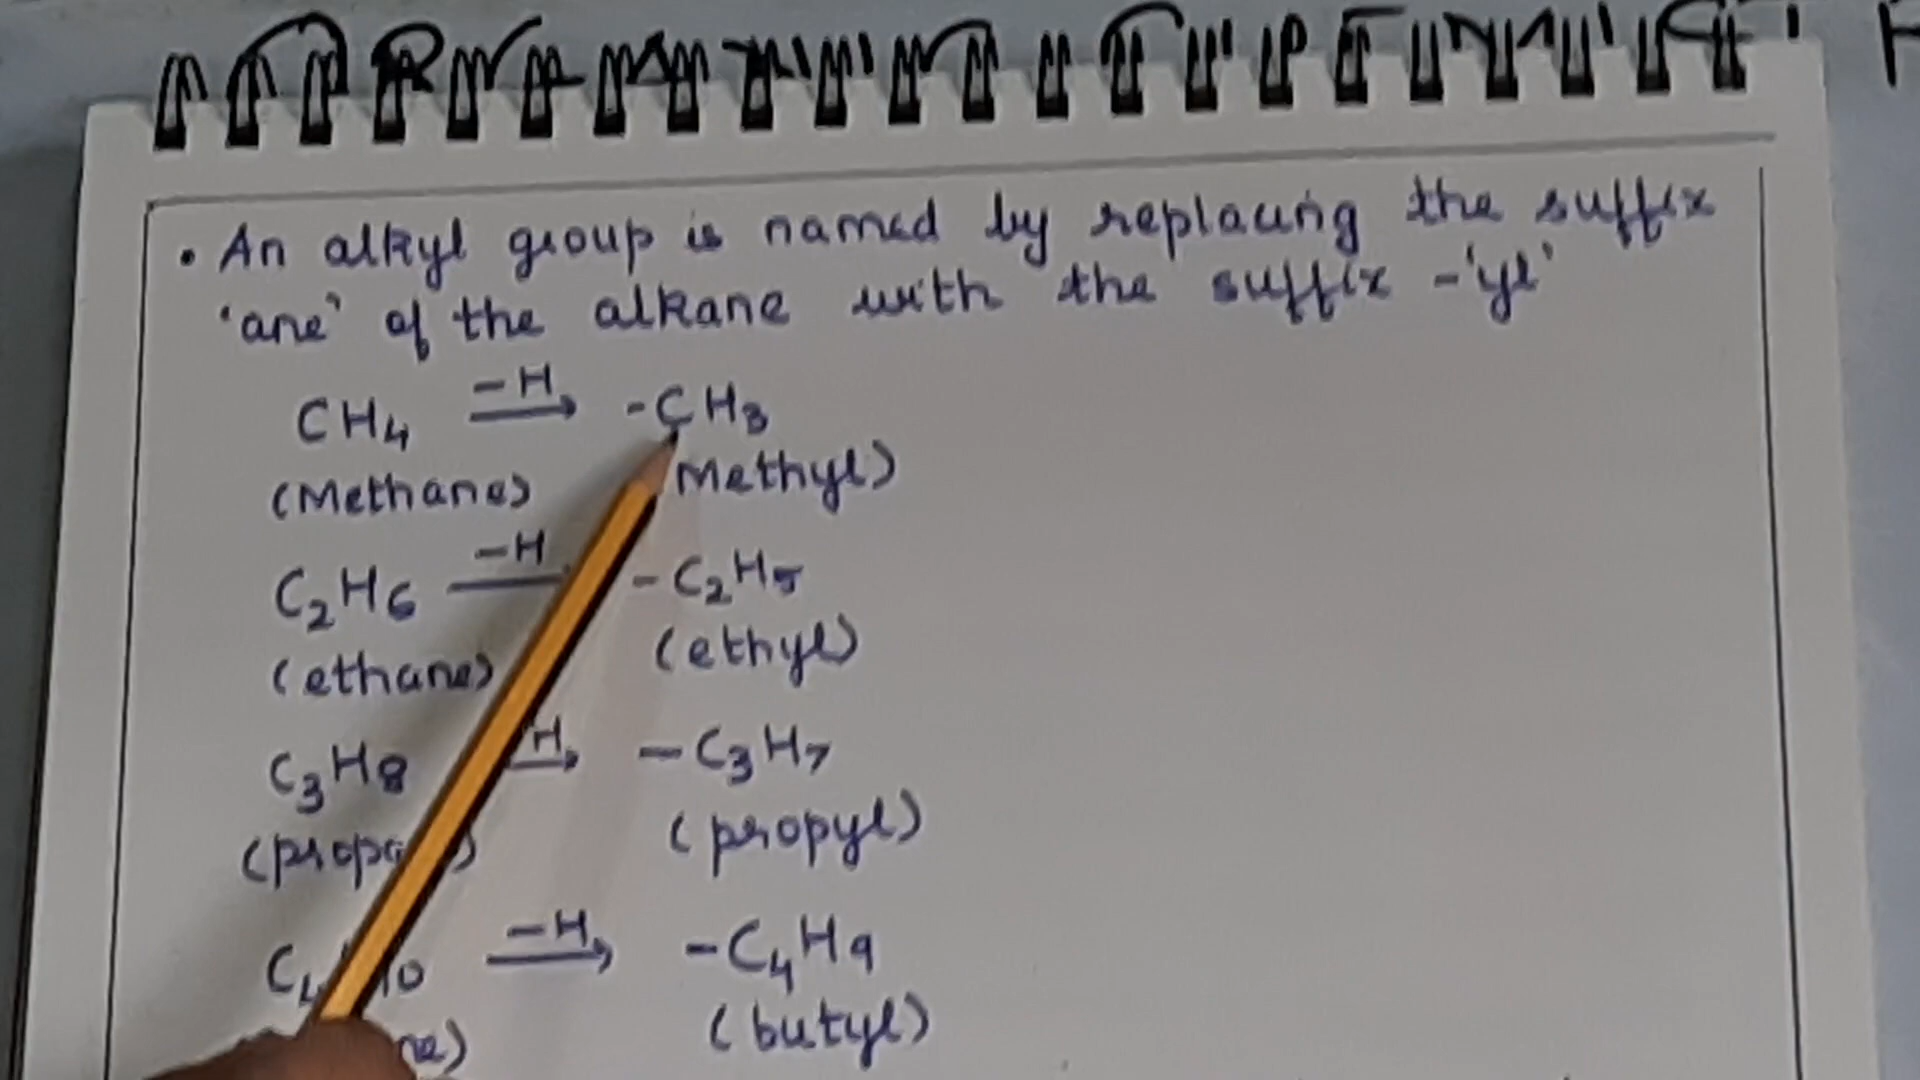 • An alkyl group is named by replacing the suffix
'ane' of the alkane with the suffix -'yl'
CH4 -H→ -CH3
(Methane) Methyl)
C2H6 -H -C2H5
(ethane) (ethyl)
C3H8 H→ -C3H7
(propyl)
-H→ -C4H9
(butyl)